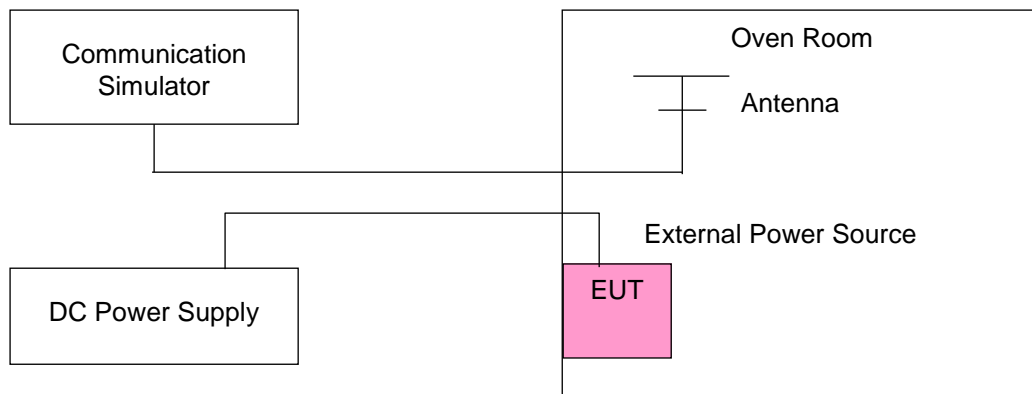 Communication
Simulator
Oven Room
Antenna
External Power Source
DC Power Supply
EUT